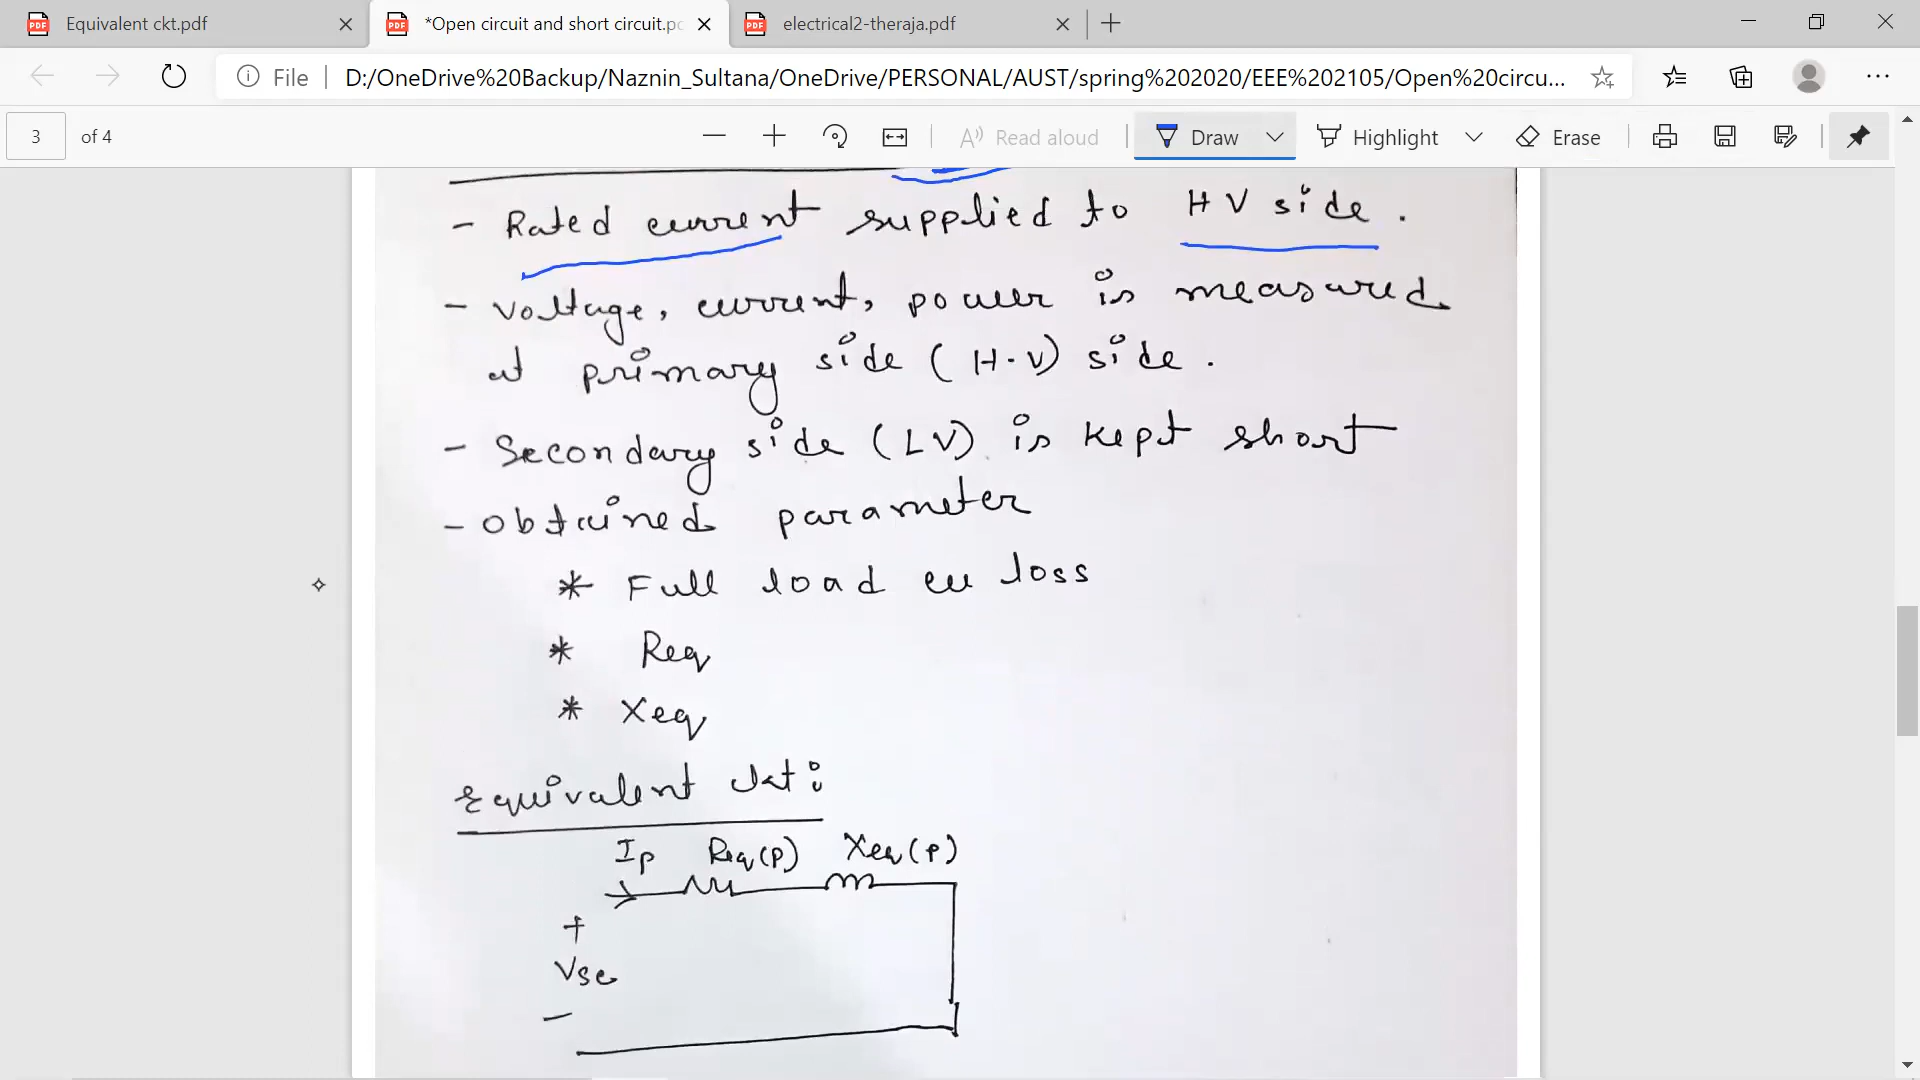 Equivalent ckt.pdf
*Open circuit and short circuit.pc
electrical2-theraja.pdf
File
D:/OneDrive%20Backup/Naznin_Sultana/OneDrive/PERSONAL/AUST/spring%202020/EEE%202105/Open%20circu...
3 of 4
Read aloud
Draw
Highlight
Erase
- Rated current supplied to HV side.
- Voltage, current, power is measured
at primary side (H.V) side.
- Secondary side (LV) is kept short
- obtained parameter
* Full load cu loss
* Req
* Xeq
Equivalent ckt:
Ip Req(p) Xeq(p)
+
Vsc
-